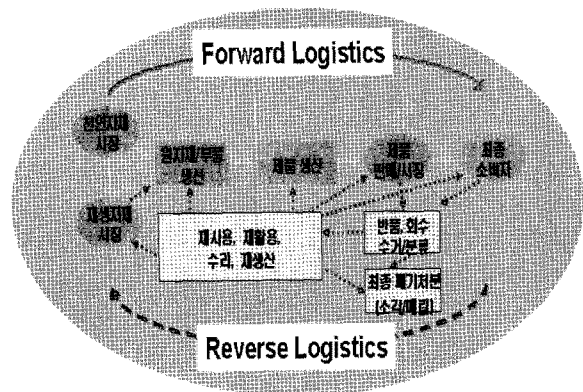 Forward Logistics
천연자재
시장
원자재/부품
생산
제품 생산
제품
판매/시장
최종
소비자
재생자재
시장
재사용, 재활용,
수리, 재생산
반품, 회수
수거/분류
최종 폐기처분
(소각/매립)
Reverse Logistics